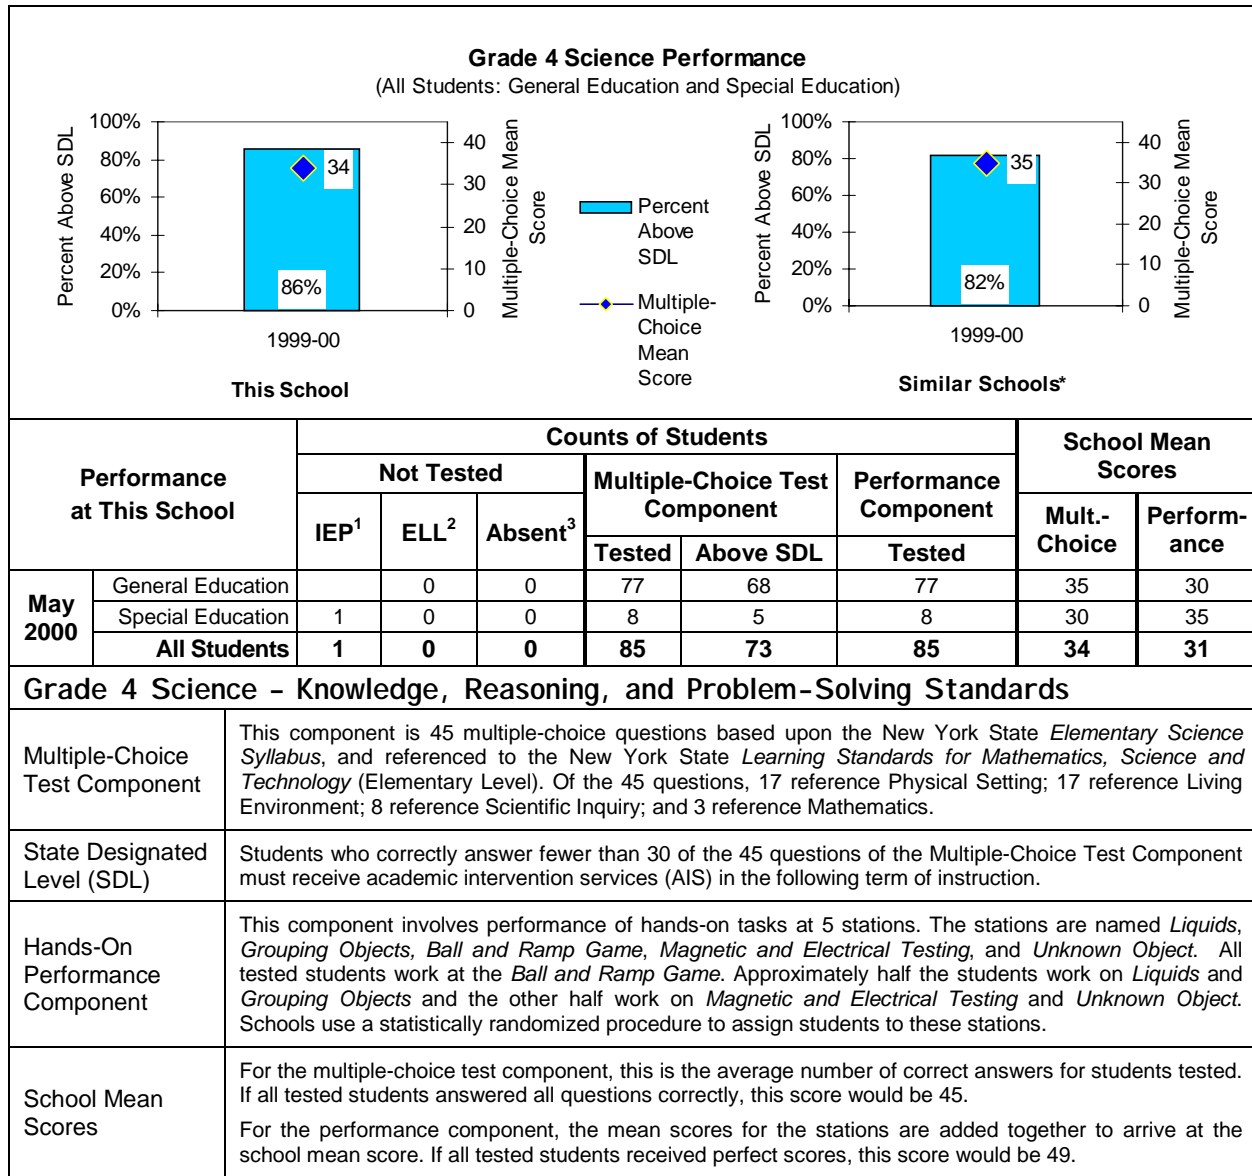 Grade 4 Science Performance
(All Students: General Education and Special Education)
Percent Above SDL
100%
80%
60%
40%
20%
0%
34
86%
40
30
20
10
0
Multiple-Choice Mean
Score
1999-00
This School
Percent
Above
SDL
Multiple-
Choice
Mean
Score
Percent Above SDL
100%
80%
60%
40%
20%
0%
35
82%
40
30
20
10
0
Multiple-Choice Mean
Score
1999-00
Similar Schools*
Performance
at This School
Counts of Students
School Mean
Scores
Not Tested
Multiple-Choice Test
Component
Performance
Component
IEP1 ELL2 Absent3
Mult.-
Choice
Perform-
ance
Tested Above SDL Tested
May
2000
General Education 0 0 77 68 77 35 30
Special Education 1 0 0 8 5 8 30 35
All Students 1 0 0 85 73 85 34 31
Grade 4 Science – Knowledge, Reasoning, and Problem-Solving Standards
Multiple-Choice
Test Component
This component is 45 multiple-choice questions based upon the New York State Elementary Science
Syllabus, and referenced to the New York State Learning Standards for Mathematics, Science and
Technology (Elementary Level). Of the 45 questions, 17 reference Physical Setting; 17 reference Living
Environment; 8 reference Scientific Inquiry; and 3 reference Mathematics.
State Designated
Level (SDL)
Students who correctly answer fewer than 30 of the 45 questions of the Multiple-Choice Test Component
must receive academic intervention services (AIS) in the following term of instruction.
Hands-On
Performance
Component
This component involves performance of hands-on tasks at 5 stations. The stations are named Liquids,
Grouping Objects, Ball and Ramp Game, Magnetic and Electrical Testing, and Unknown Object. All
tested students work at the Ball and Ramp Game. Approximately half the students work on Liquids and
Grouping Objects and the other half work on Magnetic and Electrical Testing and Unknown Object.
Schools use a statistically randomized procedure to assign students to these stations.
School Mean
Scores
For the multiple-choice test component, this is the average number of correct answers for students tested.
If all tested students answered all questions correctly, this score would be 45.
For the performance component, the mean scores for the stations are added together to arrive at the
school mean score. If all tested students received perfect scores, this score would be 49.